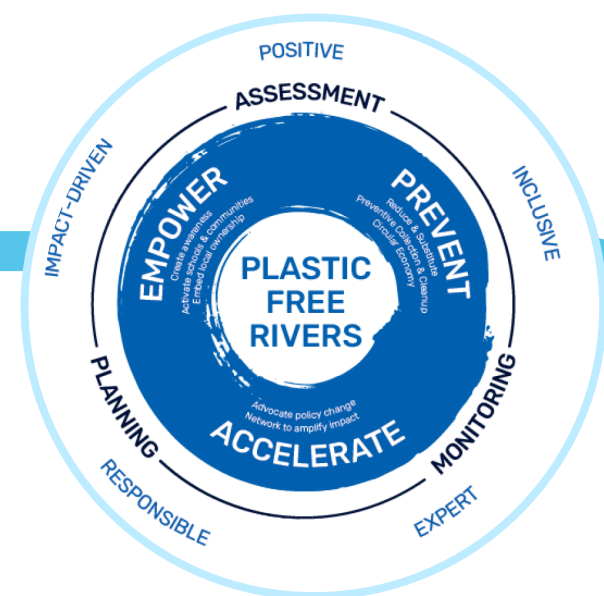 POSITIVE
ASSESSMENT
IMPACT-DRIVEN
INCLUSIVE
EMPOWER
Create awareness
Activate schools & communities
Embed local ownership
PREVENT
Reduce & Substitute
Preventive Collection & Cleanup
Circular Economy
PLASTIC
FREE
RIVERS
Advocate policy change
Network to amplify impact
ACCELERATE
PLANNING
MONITORING
RESPONSIBLE
EXPERT